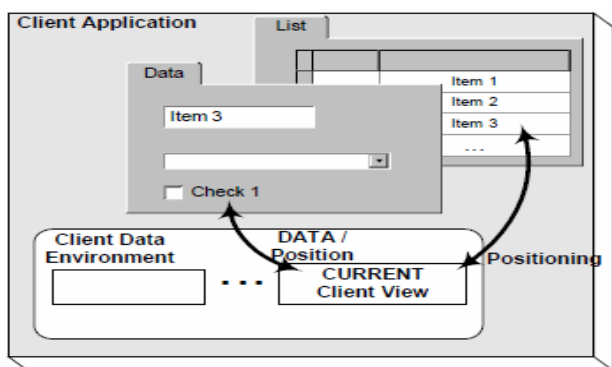 Client Application
List
Data
Item 1
Item 2
Item 3
...
Item 3
Check 1
Client Data
Environment
...
DATA /
Position
CURRENT
Client View
Positioning